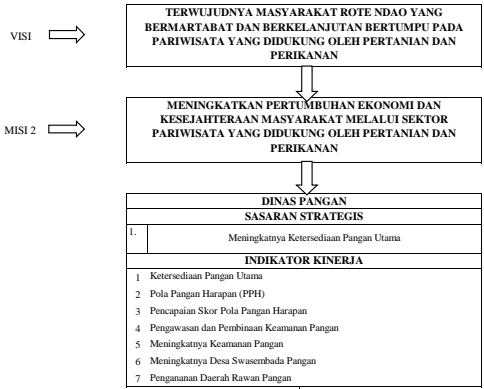 VISI
TERWUJUDNYA MASYARAKAT ROTE NDAO YANG
BERMARTABAT DAN BERKELANJUTAN BERTUMPU PADA
PARIWISATA YANG DIDUKUNG OLEH PERTANIAN DAN
PERIKANAN
MISI 2
MENINGKATKAN PERTUMBUHAN EKONOMI DAN
KESEJAHTERAAN MASYARAKAT MELALUI SEKTOR
PARIWISATA YANG DIDUKUNG OLEH PERTANIAN DAN
PERIKANAN
DINAS PANGAN
SASARAN STRATEGIS
1. Meningkatnya Ketersediaan Pangan Utama
INDIKATOR KINERJA
1 Ketersediaan Pangan Utama
2 Pola Pangan Harapan (PPH)
3 Pencapaian Skor Pola Pangan Harapan
4 Pengawasan dan Pembinaan Keamanan Pangan
5 Meningkatnya Keamanan Pangan
6 Meningkatnya Desa Swasembada Pangan
7 Pengananan Daerah Rawan Pangan